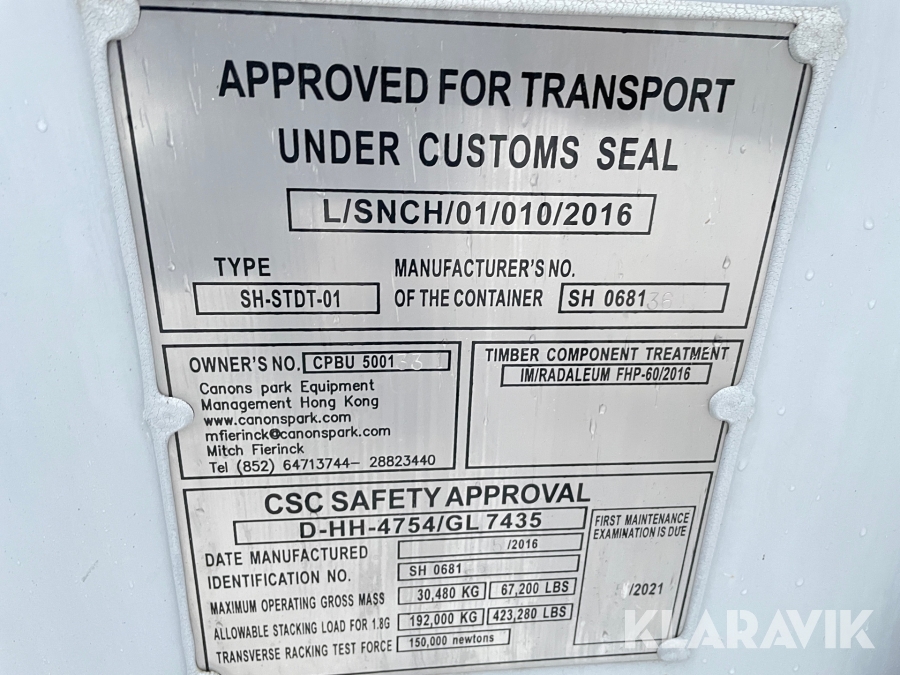 APPROVED FOR TRANSPORT
UNDER CUSTOMS SEAL
L/SNCH/01/010/2016
TYPE
SH-STDT-01
MANUFACTURER'S NO.
OF THE CONTAINER SH 068136
OWNER'S NO. CPBU 5001
Canons park Equipment
Management Hong Kong
www.canonspark.com
mfierinck@canonspark.com
Mitch Fierinck
Tel (852) 64713744- 28823440
TIMBER COMPONENT TREATMENT
IM/RADALEUM FHP-60/2016
CSC SAFETY APPROVAL
D-HH-4754/GL 7435
DATE MANUFACTURED /2016
IDENTIFICATION NO. SH 0681
MAXIMUM OPERATING GROSS MASS 30,480 KG 67,200 LBS
ALLOWABLE STACKING LOAD FOR 1.8G 192,000 KG 423,280 LBS
TRANSVERSE RACKING TEST FORCE 150,000 newtons
FIRST MAINTENANCE
EXAMINATION IS DUE
/2021
KLARAVIK